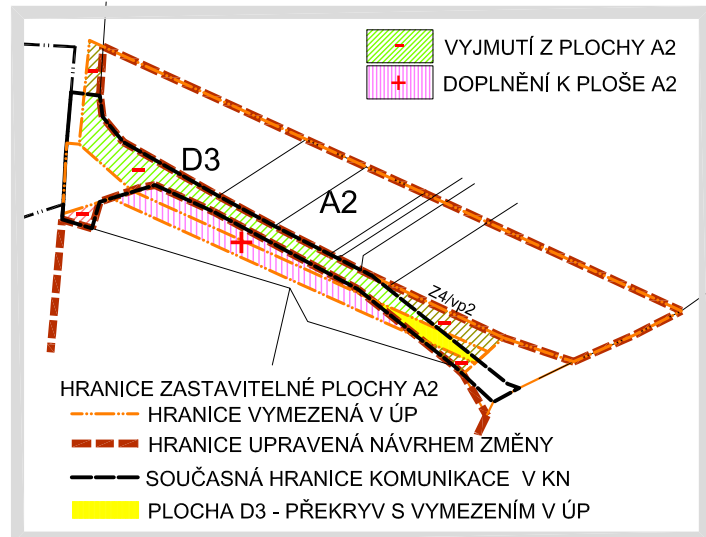 VYJMUTÍ Z PLOCHY A2
DOPLNĚNÍ K PLOŠE A2
D3
A2
Z4/vp2
HRANICE ZASTAVITELNÉ PLOCHY A2
HRANICE VYMEZENÁ V ÚP
HRANICE UPRAVENÁ NÁVRHEM ZMĚNY
SOUČASNÁ HRANICE KOMUNIKACE V KN
PLOCHA D3 - PŘEKRYV S VYMEZENÍM V ÚP